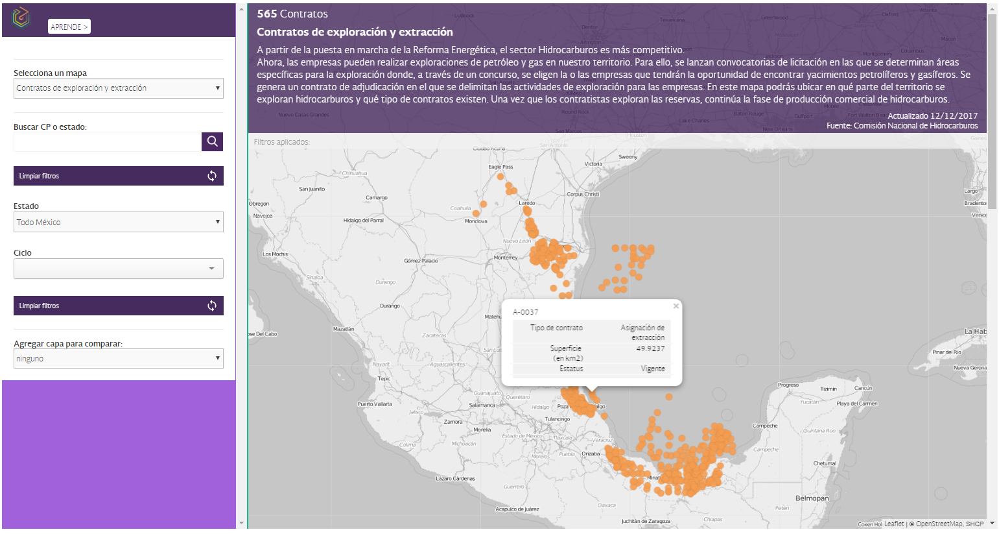 APRENDE >
Selecciona un mapa
Contratos de exploración y extracción
Buscar CP o estado:
Limpiar filtros
Estado
Todo México
Ciclo
Limpiar filtros
Agregar capa para comparar:
ninguno
565 Contratos
Contratos de exploración y extracción
A partir de la puesta en marcha de la Reforma Energética, el sector Hidrocarburos es más competitivo.
Ahora, las empresas pueden realizar exploraciones de petróleo y gas en nuestro territorio. Para ello, se lanzan convocatorias de licitación en las que se determinan áreas
específicas para la exploración donde, a través de un concurso, se eligen la o las empresas que tendrán la oportunidad de encontrar yacimientos petrolíferos y gasíferos. Se
genera un contrato de adjudicación en el que se delimitan las actividades de exploración para las empresas. En este mapa podrás ubicar en qué parte del territorio se
exploran hidrocarburos y qué tipo de contratos existen. Una vez que los contratistas exploran las reservas, continúa la fase de producción comercial de hidrocarburos.
Actualizado 12/12/2017
Fuente: Comisión Nacional de Hidrocarburos
Filtros aplicados:
Ciudad Acuña
Sweeny
Victoria
Eagle Pass
Chihuahua
San Juanito
Camargo
Corpus Christi
Largo
Obregon
Laredo
Coahuila
Navojoa
Hidalgo del Parral
Monclova
Nuevo León
Los Mochis
Monterrey
Gómez Palacio
Sinaloa
Durango
Durango
Mazatlán
Zacatecas
Aguascalientes
Nayarit
Tepic
Guanajuato
Querétaro
Puerto Vallarta
Salamanca
Hidalgo
Jalisco
Tulancingo
Zamora
Morelia
Estado de México
Tlaxcala
Veracruz
Colima
Michoacán
Morelos
Puebla
Orizaba
Lázaro Cárdenas
Guerrero
Oaxaca
Acapulco de Juárez
Juchitán de Zaragoza
Chiapas
A-0037
Tipo de contrato Asignación de
extracción
Superficie 49.9237
(en km2)
Estatus Vigente
La Hab
Pinar del Río
Nueva Gerona
Progreso
Tizimin
Cancún
Yucatán
Playa del Carmen
Campeche
Quintana Roo
Campeche
Chetumal
Belmopan
Petén
Leaflet | © OpenStreetMap, SHCP